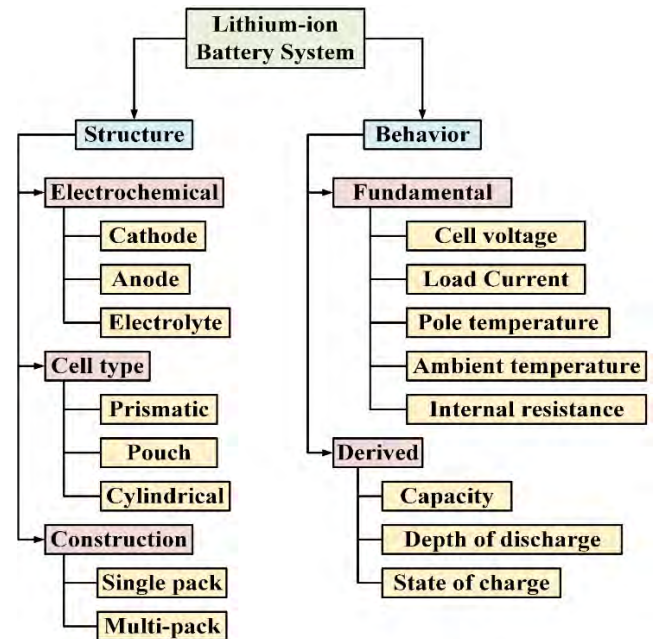 Lithium-ion
Battery System
Structure
Electrochemical
Cathode
Anode
Electrolyte
Cell type
Prismatic
Pouch
Cylindrical
Construction
Single pack
Multi-pack
Behavior
Fundamental
Cell voltage
Load Current
Pole temperature
Ambient temperature
Internal resistance
Derived
Capacity
Depth of discharge
State of charge